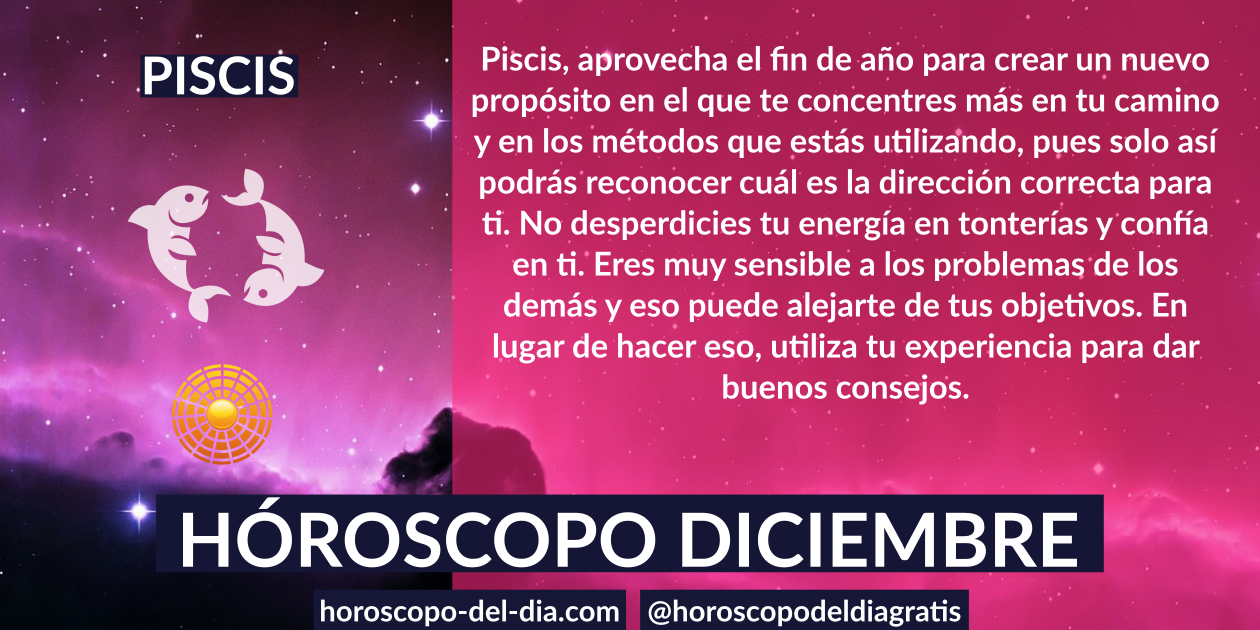 PISCIS
Piscis, aprovecha el fin de año para crear un nuevo
propósito en el que te concentres más en tu camino
y en los métodos que estás utilizando, pues solo así
podrás reconocer cuál es la dirección correcta para
ti. No desperdicies tu energía en tonterías y confía
en ti. Eres muy sensible a los problemas de los
demás y eso puede alejarte de tus objetivos. En
lugar de hacer eso, utiliza tu experiencia para dar
buenos consejos.
HÓROSCOPO DICIEMBRE
horoscopo-del-dia.com
@horoscopodeldiagratis